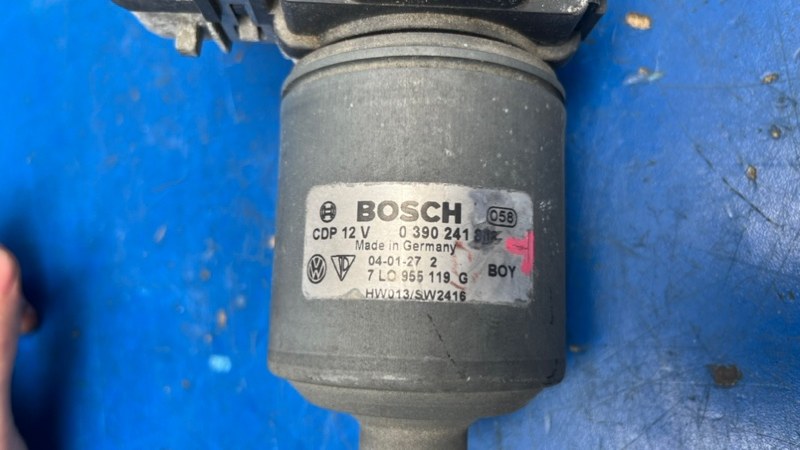 BOSCH 058
CDP 12 V 0 390 241
Made in Germany
04-01-27 2
7 L0 955 119 G BOY
HW013/SW2416